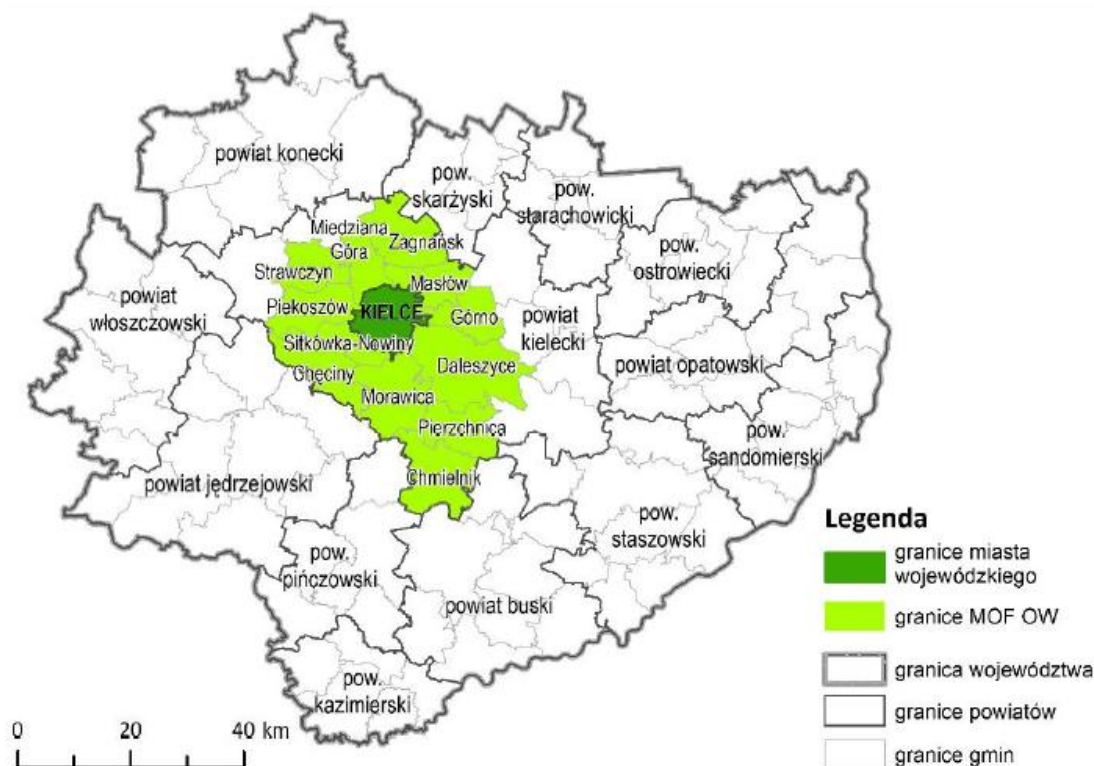 powiat konecki
pow.
skarżyski
pow.
starachowicki
Miedziana
Góra
Zagnańsk
pow.
ostrowiecki
Strawczyn
Masłów
powiat
włoszczowski
Piekoszów
KIELCE
Górno
powiat
kielecki
Sitkówka-Nowiny
Daleszyce
powiat opatowski
Chęciny
Morawica
Pierzchnica
pow.
sandomierski
powiat jędrzejowski
Chmielnik
pow.
staszowski
pow.
pińczowski
powiat buski
pow.
kazimierski
Legenda
granice miasta
wojewódzkiego
granice MOF OW
granica województwa
granice powiatów
granice gmin
0 20 40 km